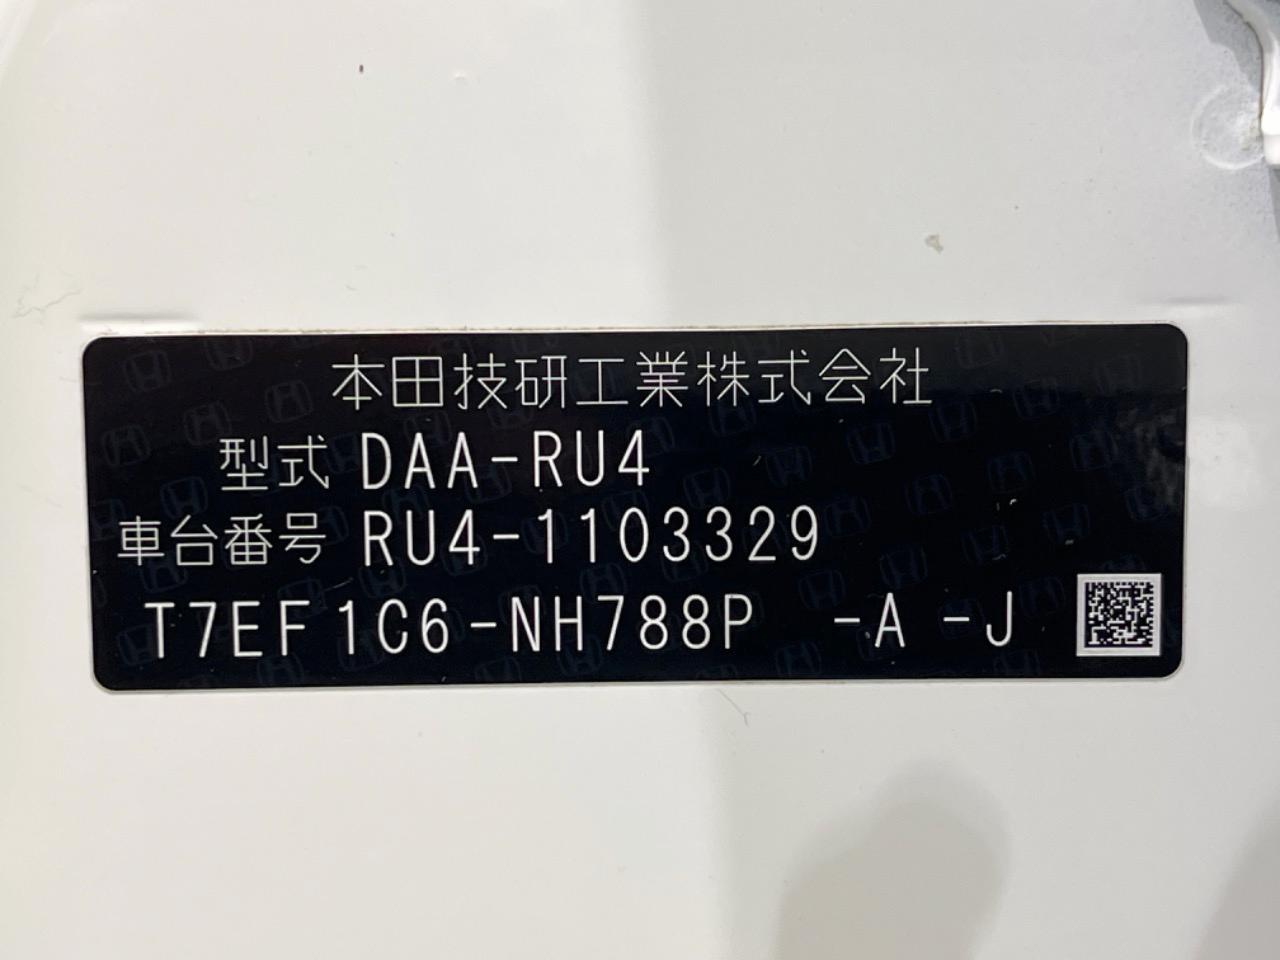 本田技研工業株式会社
型式 DAA-RU4
車台番号 RU4-1103329
T7EF1C6-NH788P -A -J